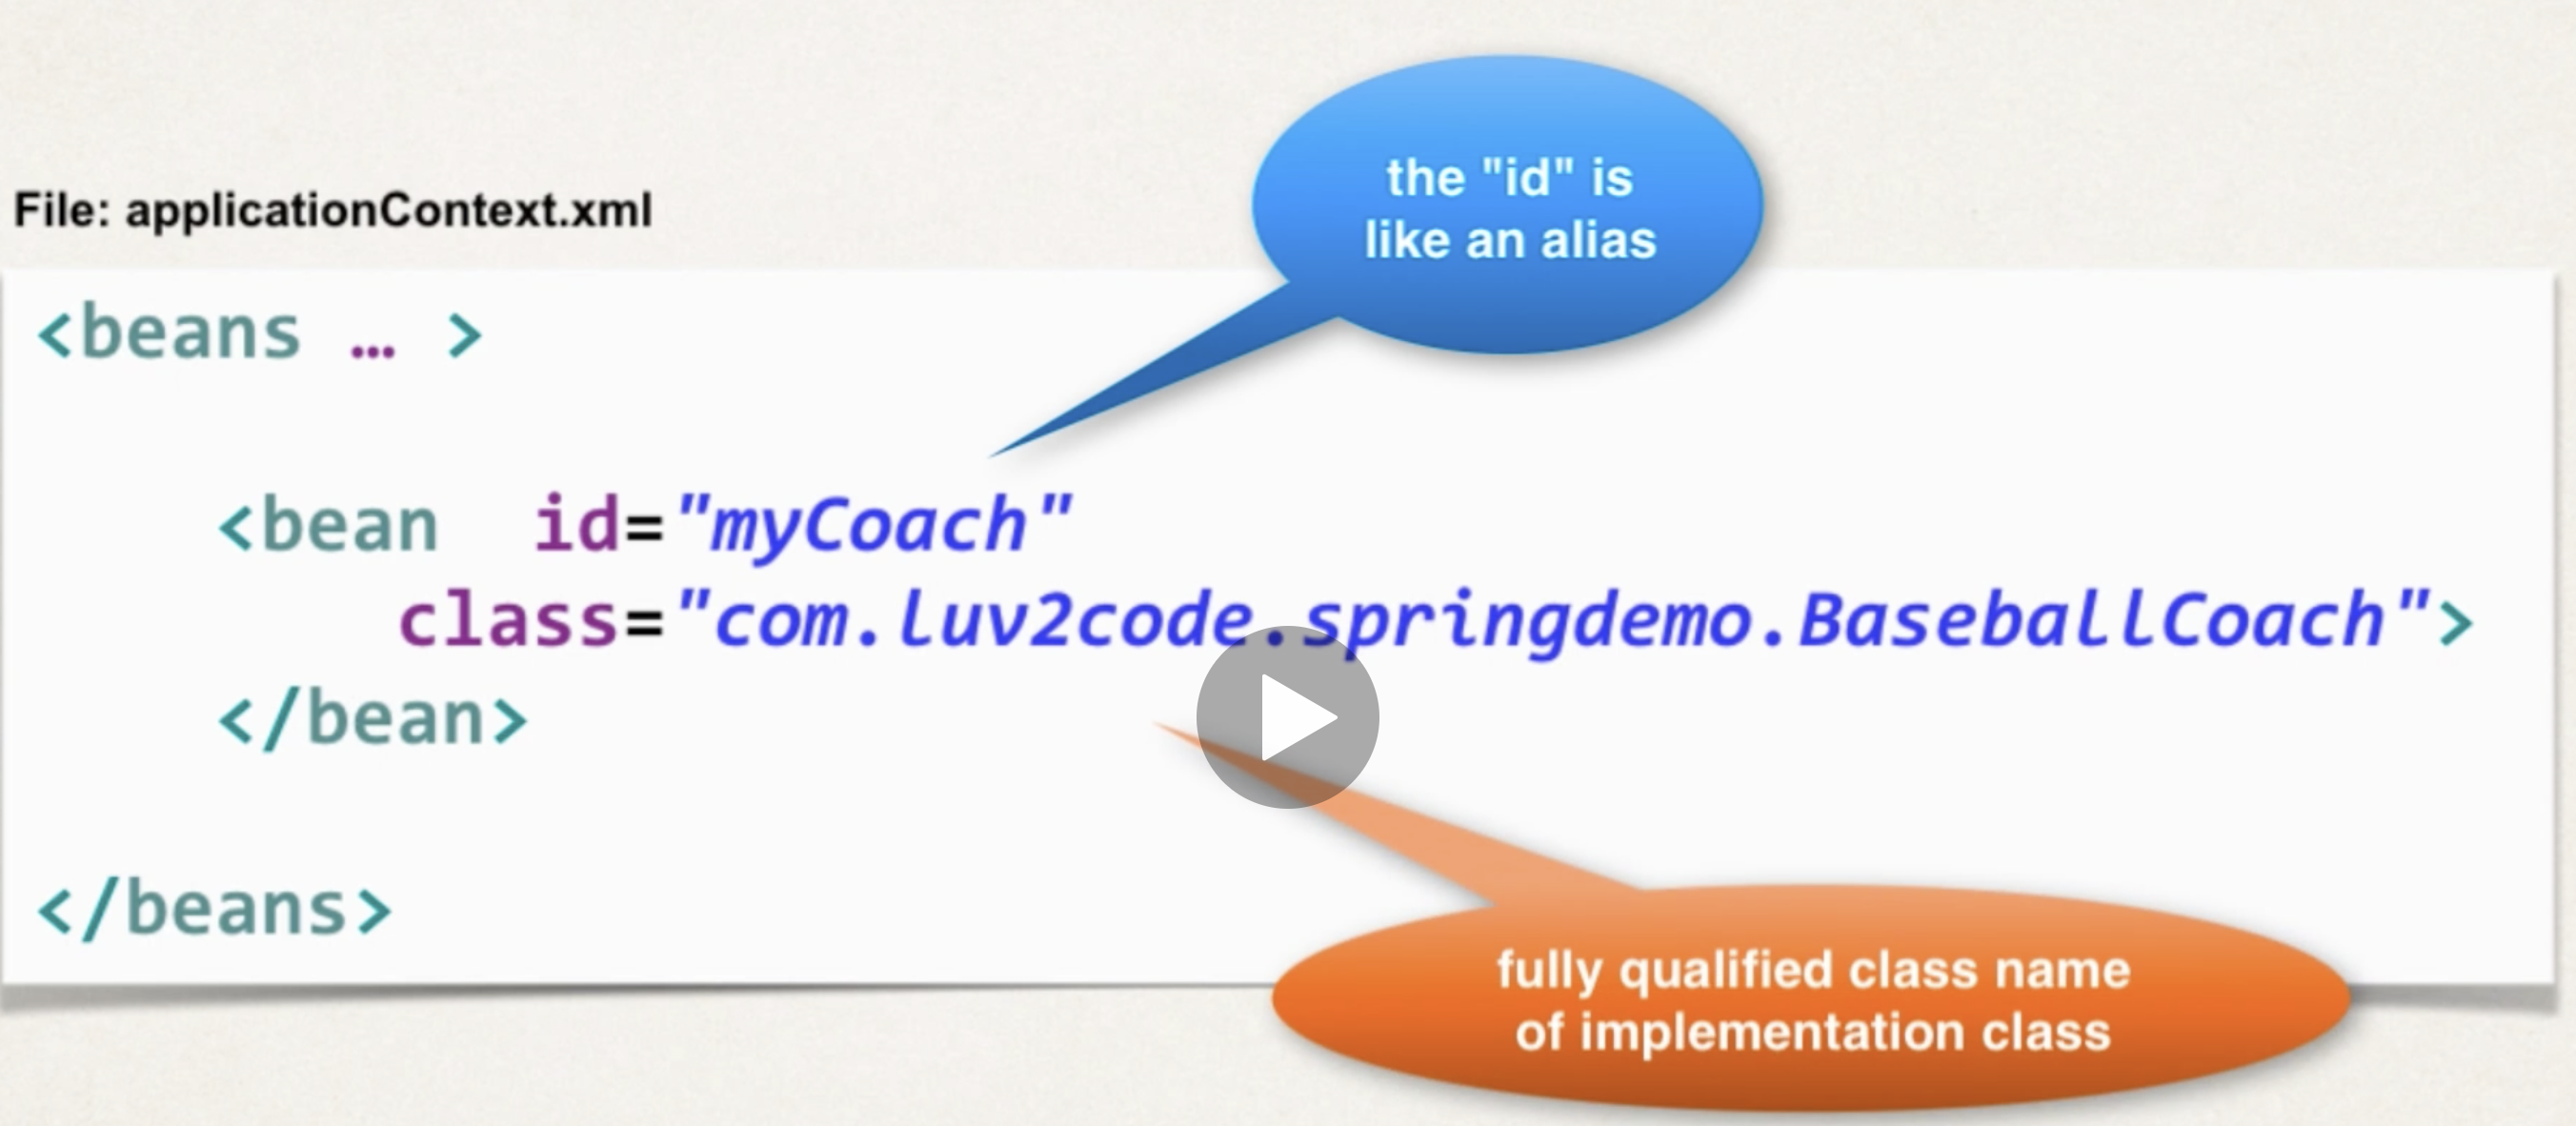 the "id" is
like an alias
File: applicationContext.xml
<beans … >
<bean  id="myCoach"
class="com.luv2code.springdemo.BaseballCoach">
</bean>
</beans>
fully qualified class name
of implementation class